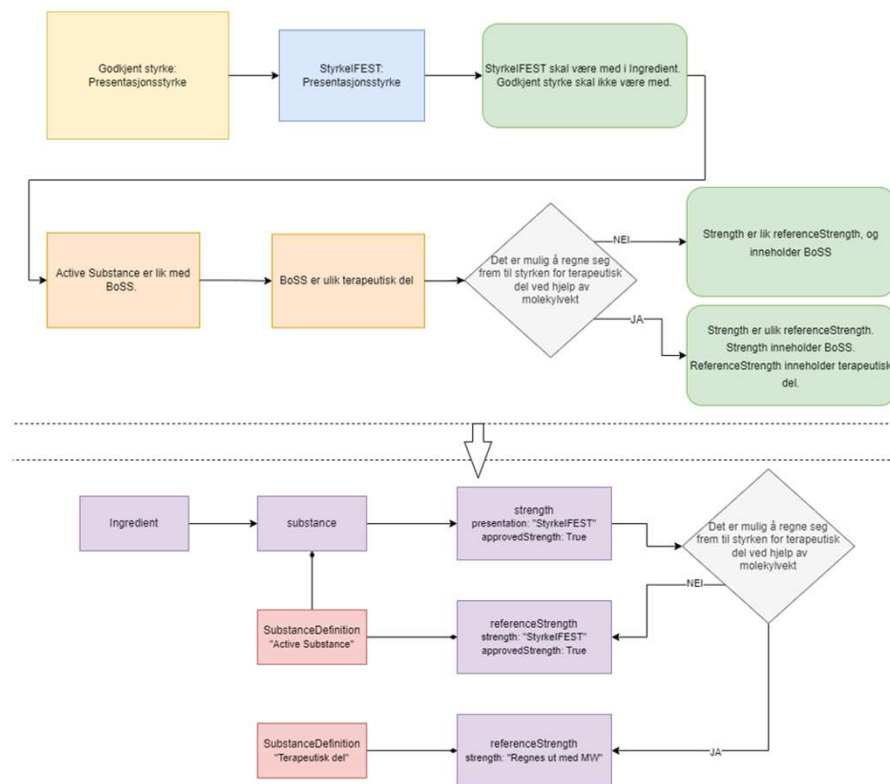 Godkjent styrke:
Presentasjonsstyrke
StyrkeIFEST:
Presentasjonsstyrke
StyrkeIFEST skal være med i Ingredient.
Godkjent styrke skal ikke være med.
Active Substance er lik med
BoSS.
BoSS er ulik terapeutisk del
Det er mulig å regne seg
frem til styrken for terapeutisk
del ved hjelp av
molekylvekt
NEI
Strength er lik referenceStrength, og
inneholder BoSS
JA
Strength er ulik referenceStrength.
Strength inneholder BoSS.
ReferenceStrength inneholder terapeutisk
del.
Ingredient
substance
strength
presentation: "StyrkeIFEST"
approvedStrength: True
Det er mulig å regne seg
frem til styrken for terapeutisk
del ved hjelp av
molekylvekt
NEI
SubstanceDefinition
"Active Substance"
referenceStrength
strength: "StyrkeIFEST"
approvedStrength: True
SubstanceDefinition
"Terapeutisk del"
referenceStrength
strength: "Regnes ut med MW"
JA